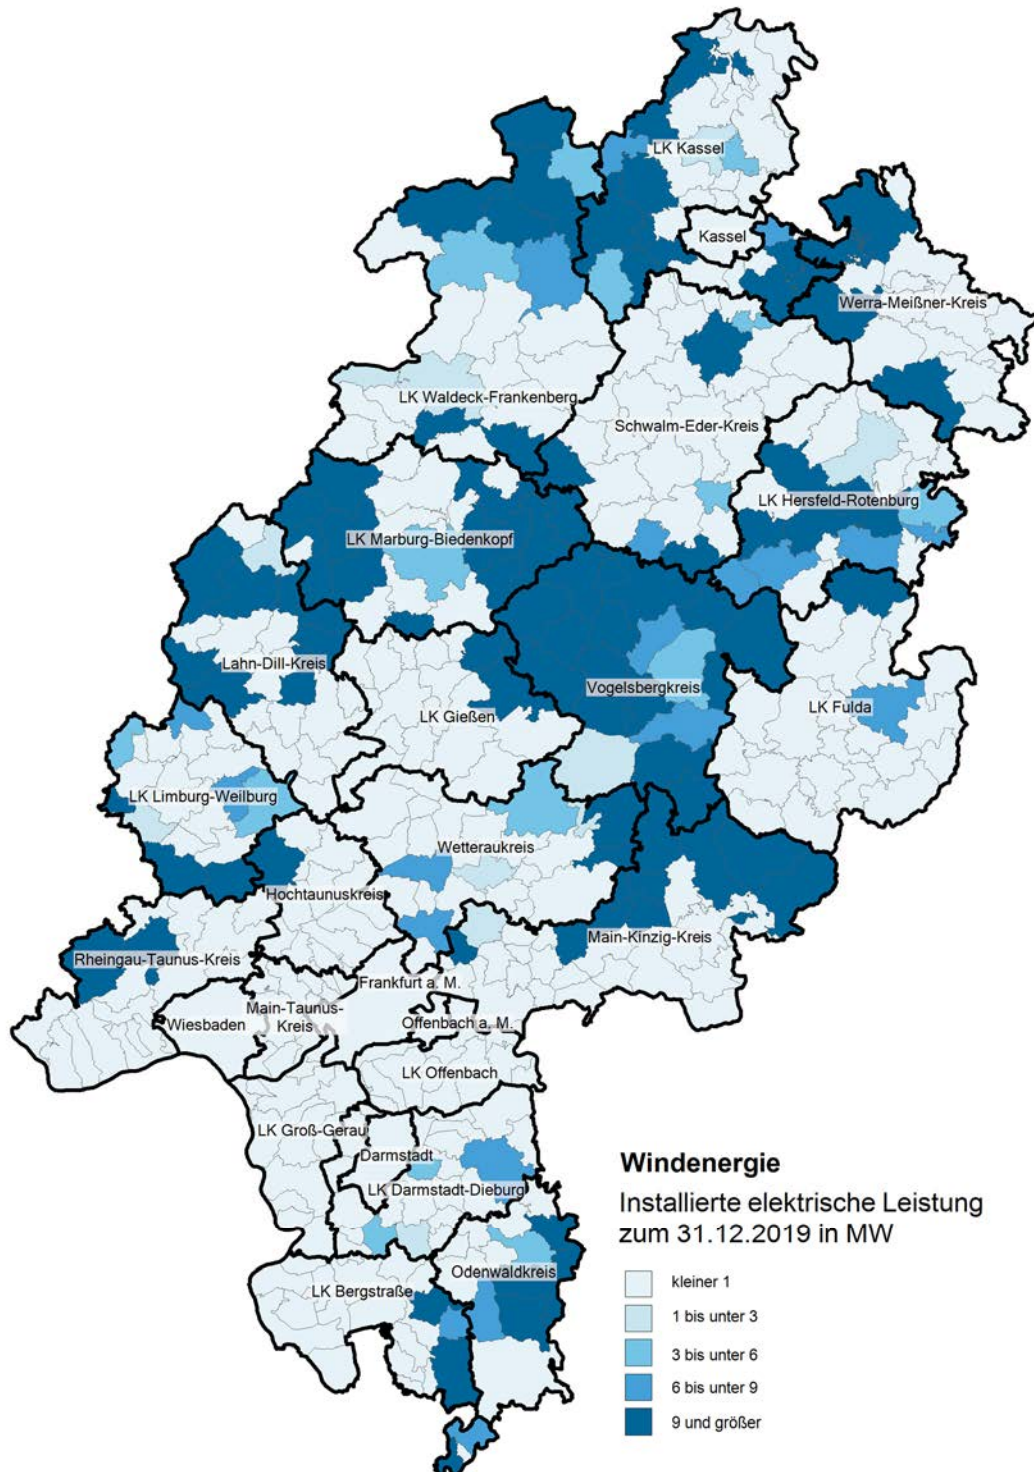 LK Kassel
Kassel
Werra-Meißner-Kreis
LK Waldeck-Frankenberg
Schwalm-Eder-Kreis
LK Hersfeld-Rotenburg
LK Marburg-Biedenkopf
Lahn-Dill-Kreis
Vogelsbergkreis
LK Gießen
LK Fulda
LK Limburg-Weilburg
Wetteraukreis
Hochtaunuskreis
Main-Kinzig-Kreis
Rheingau-Taunus-Kreis
Frankfurt a. M.
Wiesbaden
Main-Taunus-
Kreis
Offenbach a. M.
LK Offenbach
LK Groß-Gerau
Darmstadt
LK Darmstadt-Dieburg
Odenwaldkreis
LK Bergstraße
Windenergie
Installierte elektrische Leistung
zum 31.12.2019 in MW
kleiner 1
1 bis unter 3
3 bis unter 6
6 bis unter 9
9 und größer